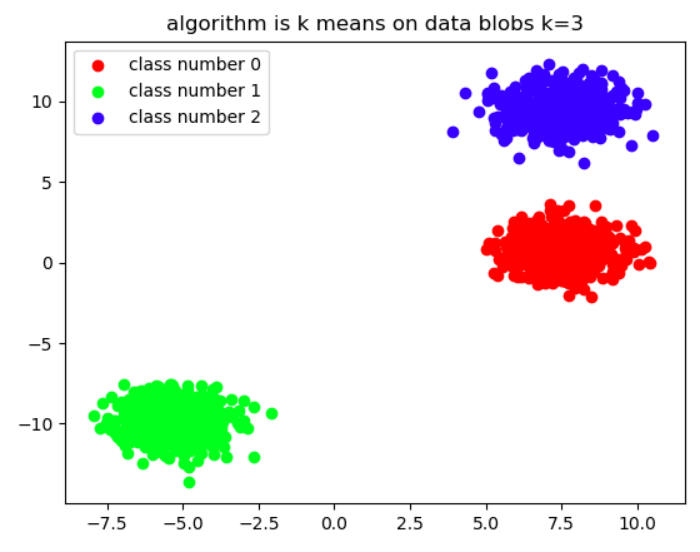 algorithm is k means on data blobs k=3
class number 0
class number 1
class number 2
10
5
0
−5
−10
−7.5 −5.0 −2.5 0.0 2.5 5.0 7.5 10.0